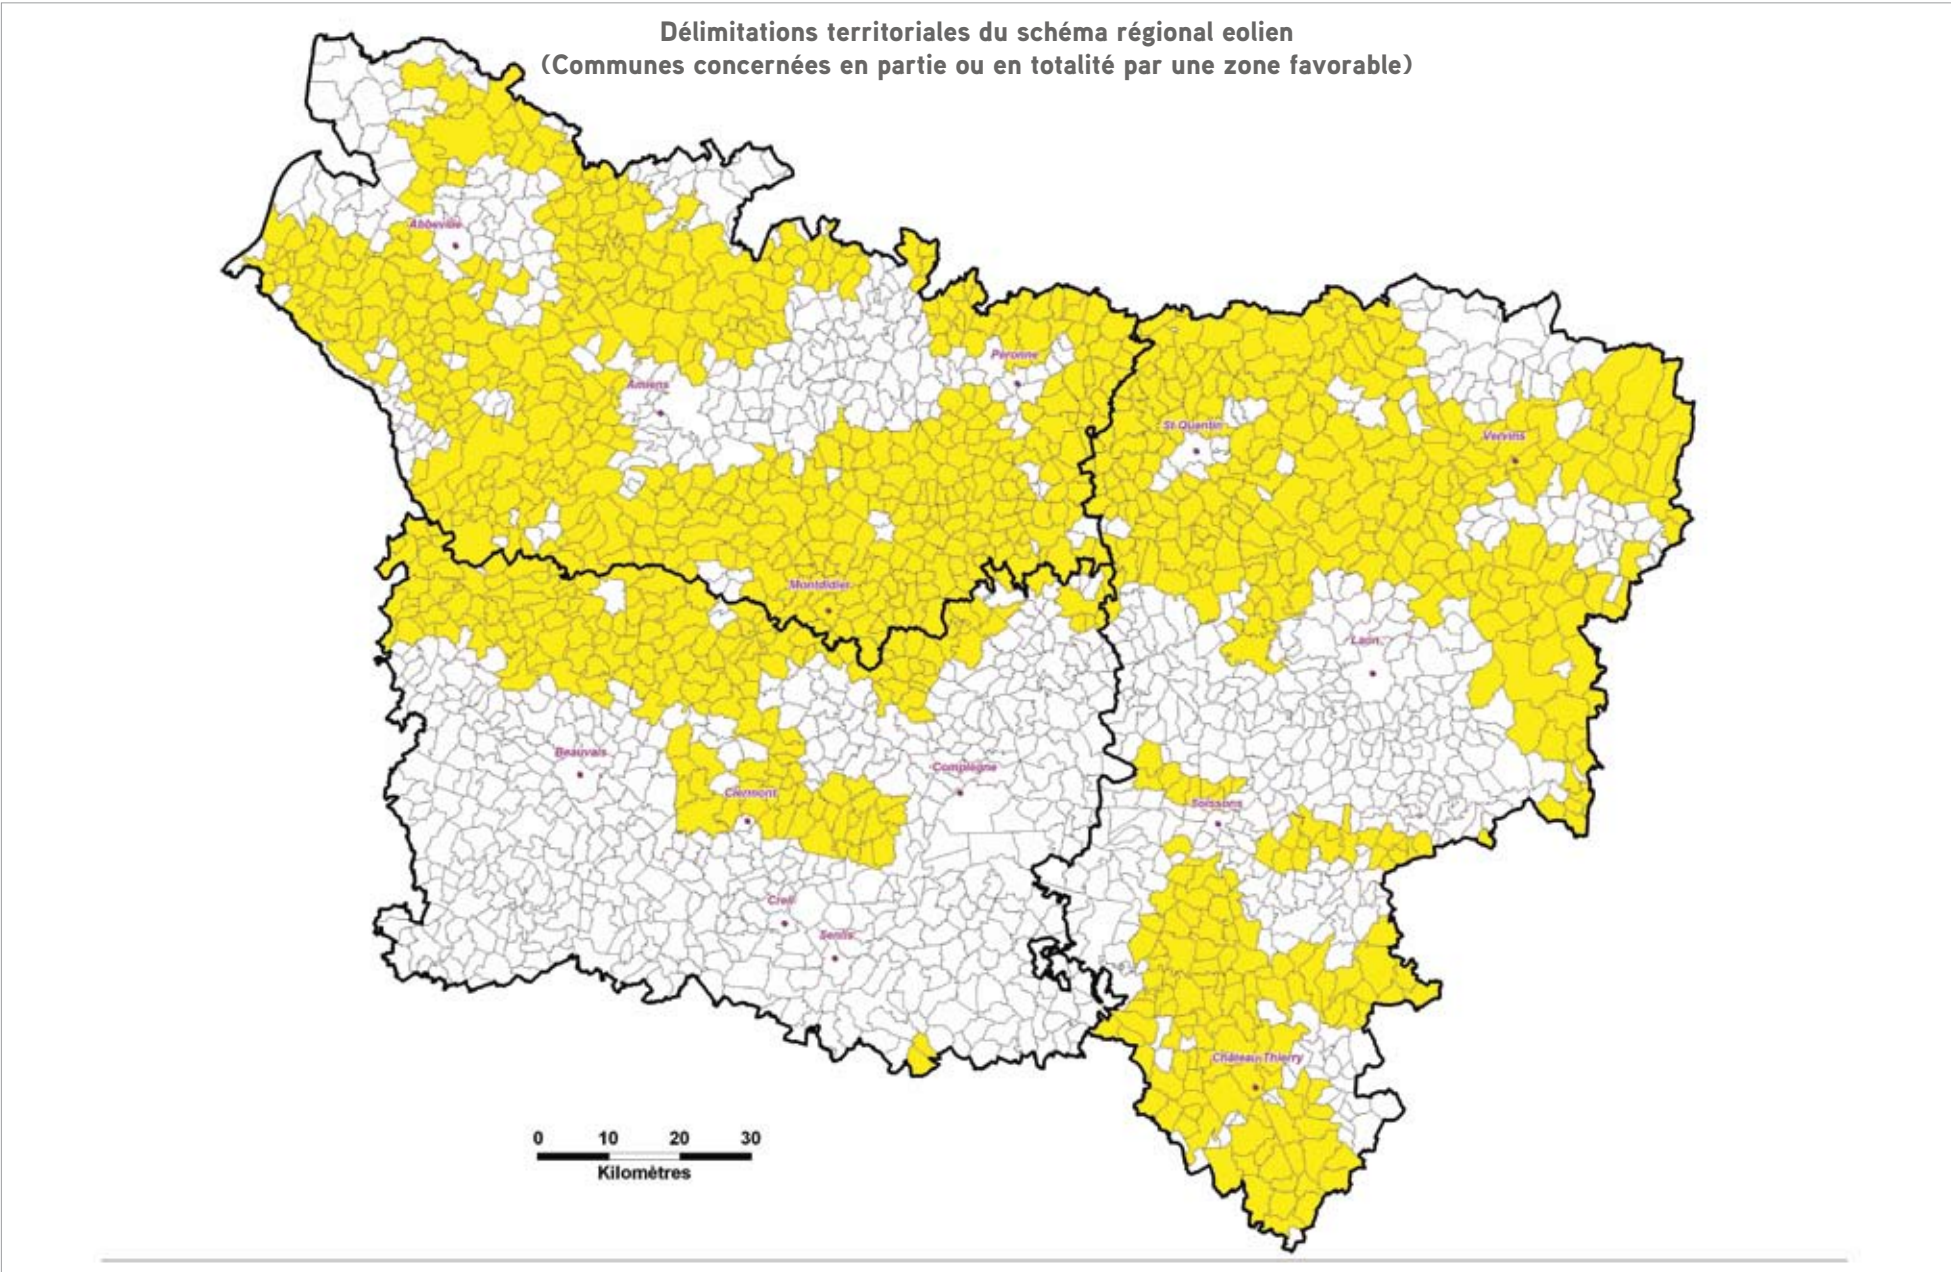 Délimitations territoriales du schéma régional eolien
(Communes concernées en partie ou en totalité par une zone favorable)
Abbeville
Péronne
Amiens
St Quentin
Vervins
Montdidier
Laon
Beauvais
Compiègne
Clermont
Soissons
Creil
Senlis
Château-Thierry
0 10 20 30
Kilomètres